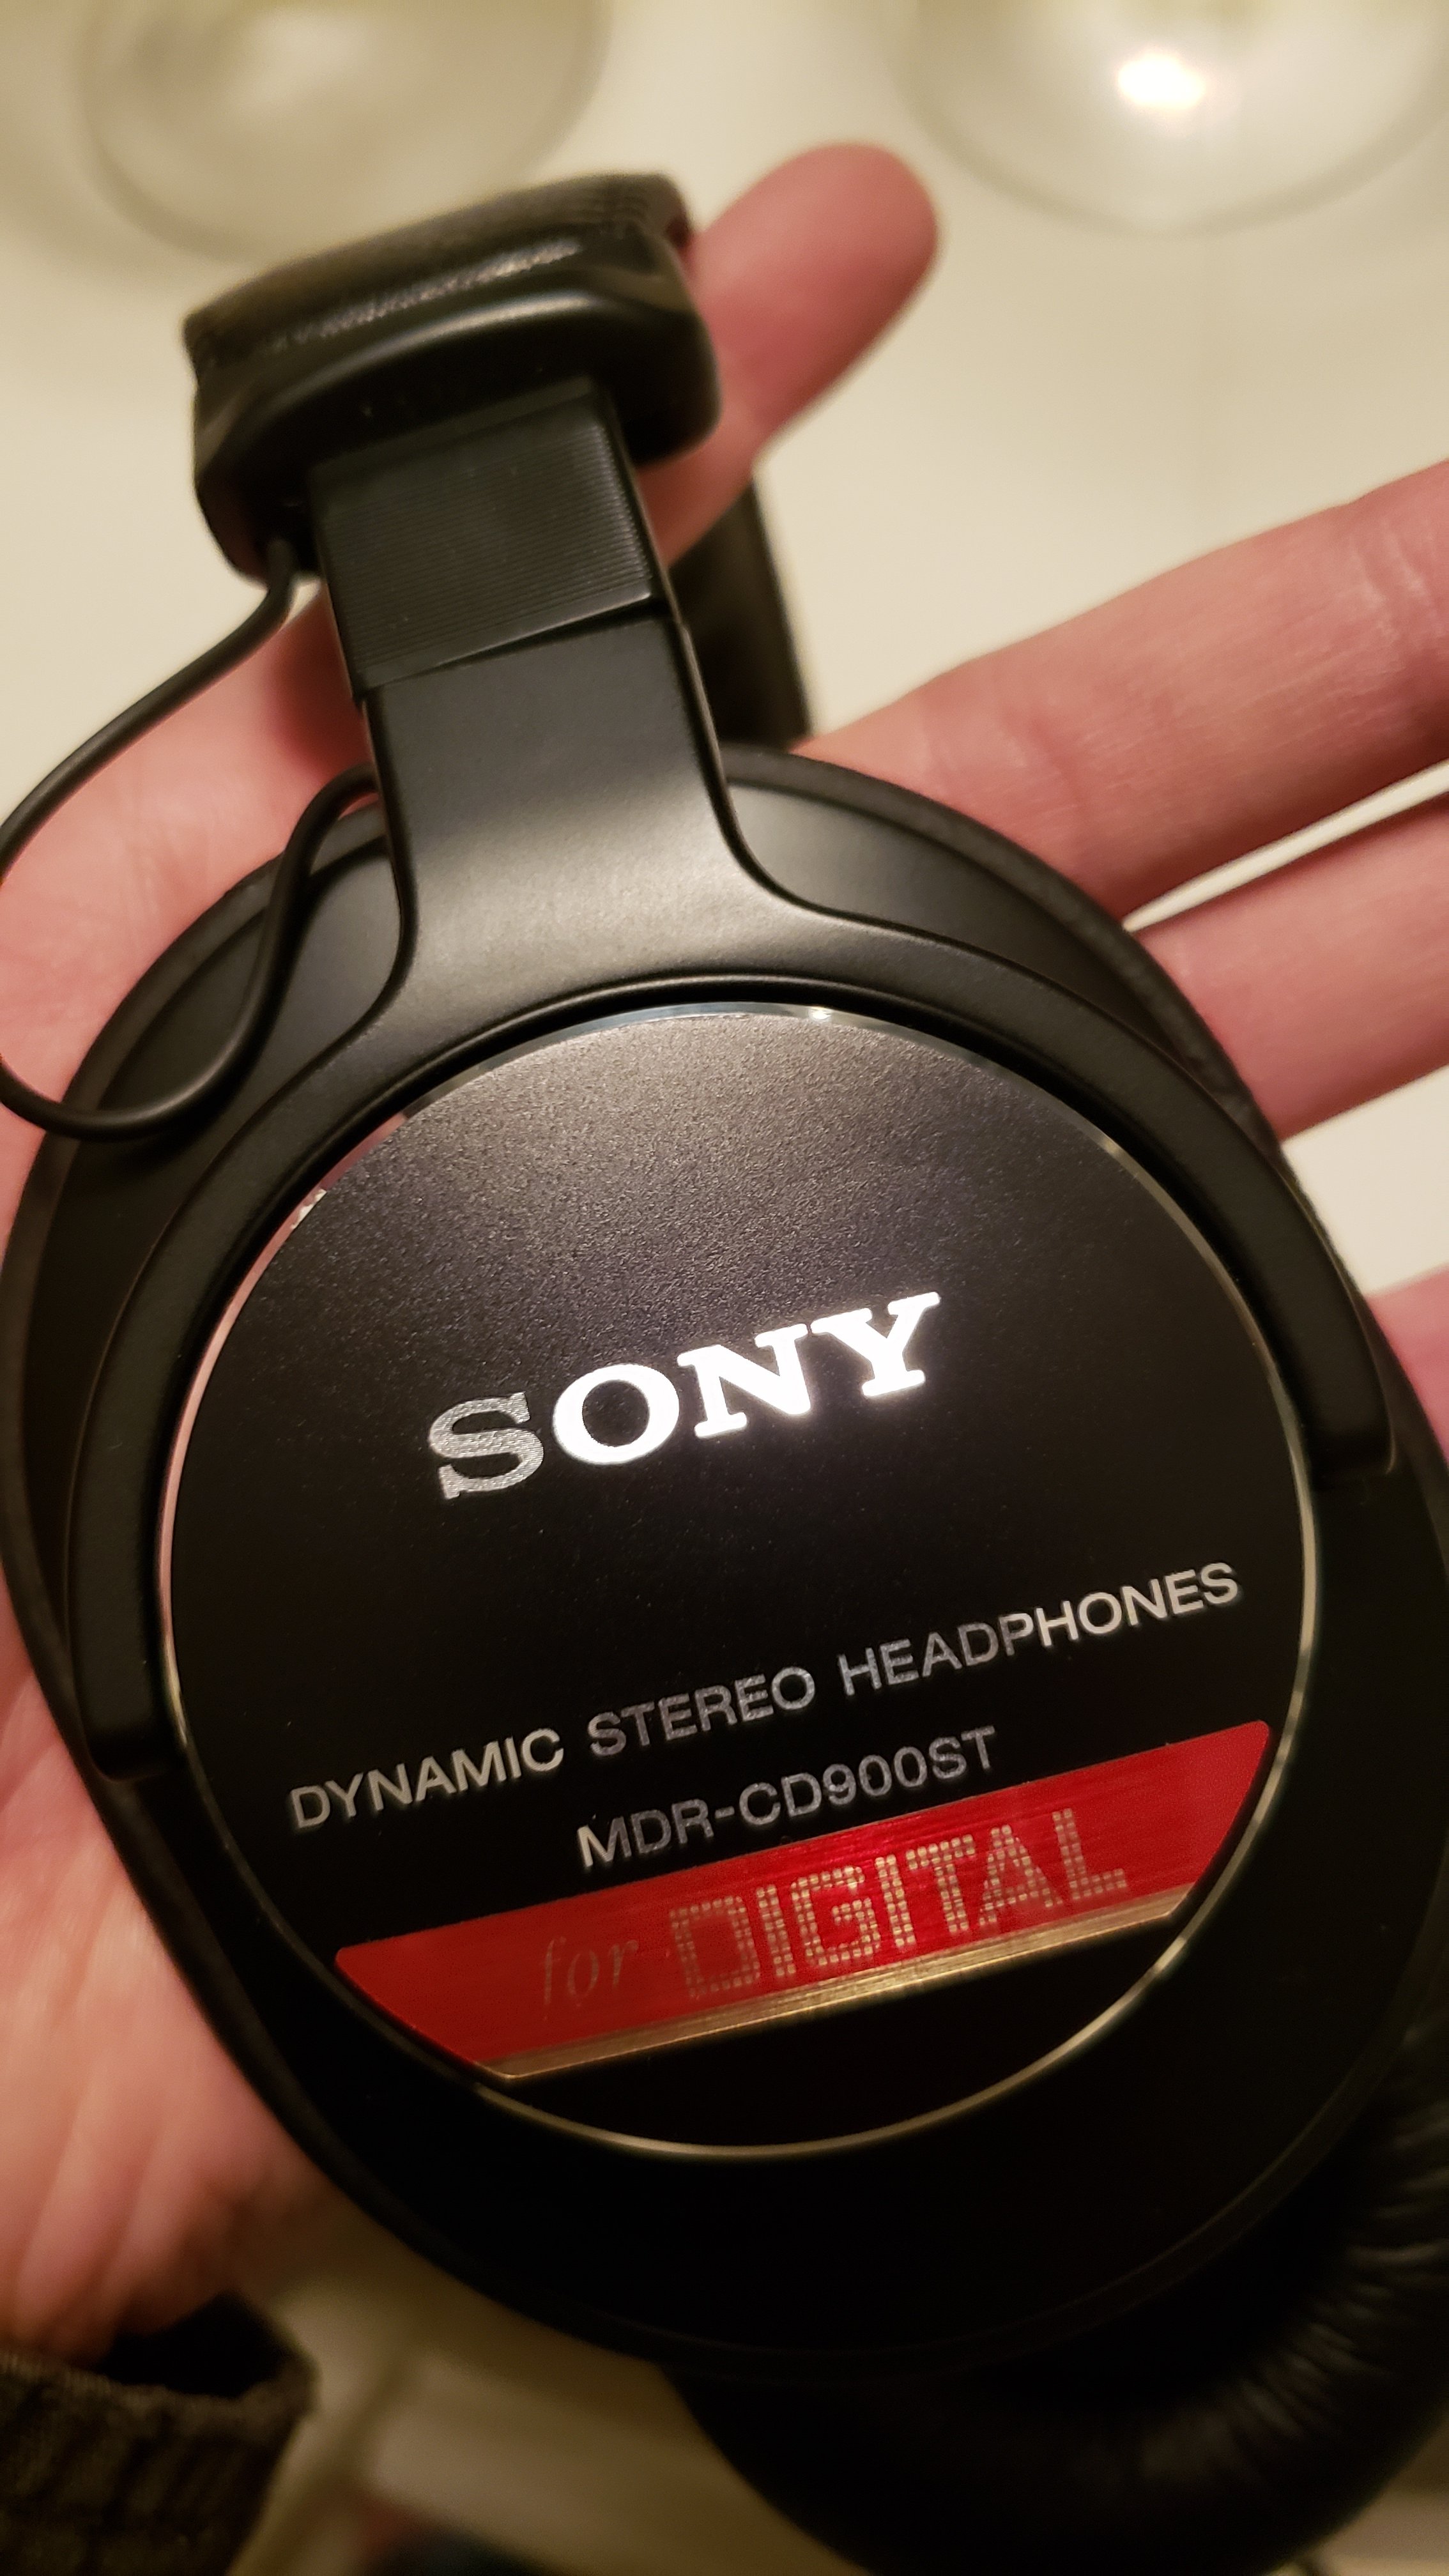 SONY
DYNAMIC STEREO HEADPHONES
MDR-CD900ST
for DIGITAL